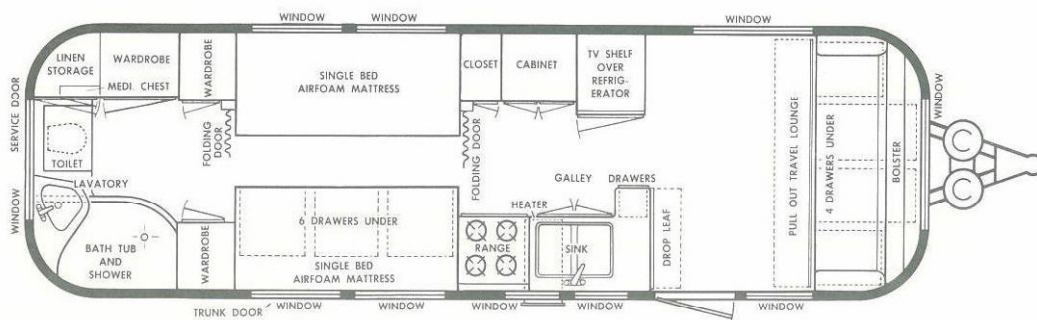 WINDOW
WINDOW
WINDOW
LINEN
STORAGE
WARDROBE
MEDI. CHEST
WARDROBE
SINGLE BED
AIRFOAM MATTRESS
CLOSET
CABINET
TV SHELF
OVER
REFRIG-
ERATOR
SERVICE DOOR
TOILET
FOLDING
DOOR
FOLDING DOOR
PULL OUT TRAVEL LOUNGE
4 DRAWERS UNDER
BOLSTER
WINDOW
WINDOW
LAVATORY
BATH TUB
AND
SHOWER
WARDROBE
6 DRAWERS UNDER
SINGLE BED
AIRFOAM MATTRESS
GALLEY
DRAWERS
HEATER
RANGE
SINK
DROP LEAF
TRUNK DOOR
WINDOW
WINDOW
WINDOW
WINDOW
WINDOW